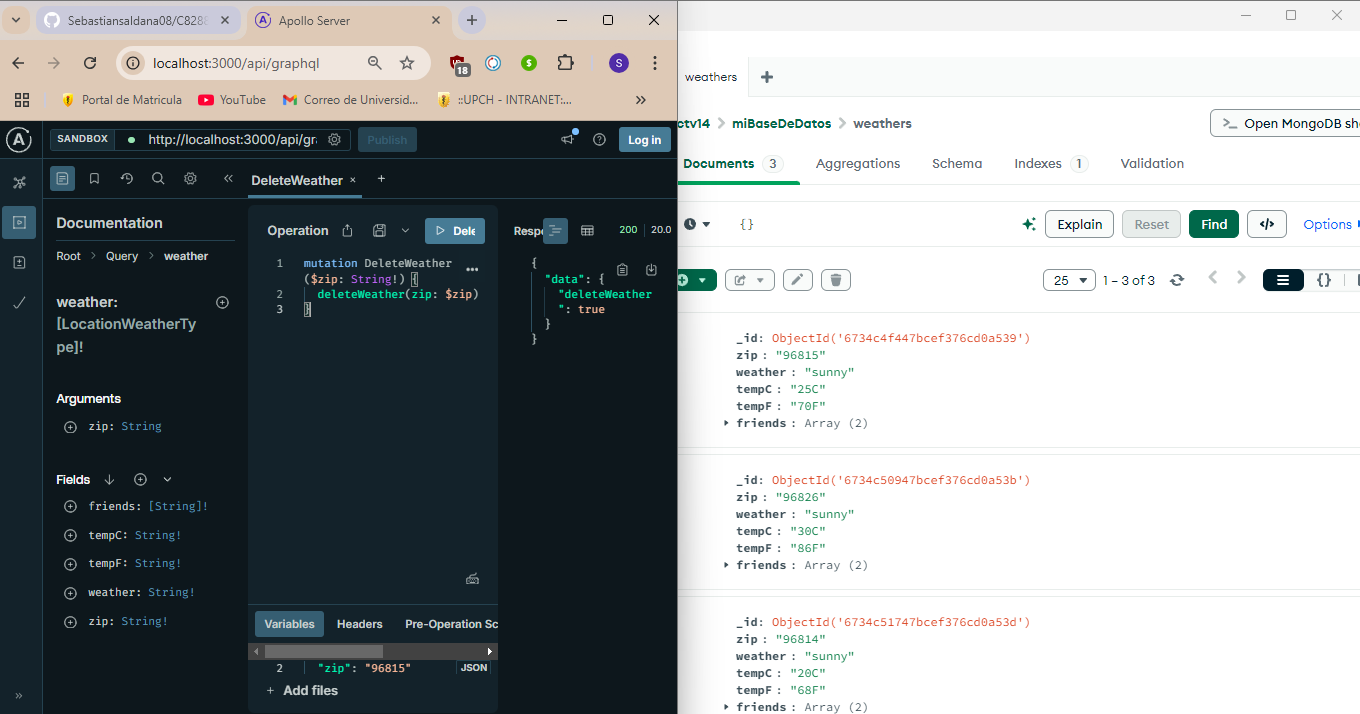 Sebastiansaldana08/C828
Apollo Server
localhost:3000/api/graphql
18
S
Portal de Matricula
YouTube
Correo de Universid...
::UPCH - INTRANET:...
SANDBOX
http://localhost:3000/api/gr
Publish
Log in
DeleteWeather
Documentation
Root > Query > weather
weather:
[LocationWeatherTy
pe]!
Arguments
zip: String
Fields
friends: [String]!
tempC: String!
tempF: String!
weather: String!
zip: String!
Operation
Dele
1 mutation DeleteWeather
($zip: String!) {
2 deleteWeather(zip: $zip)
3 }
Variables
Headers
Pre-Operation Sc
2 "zip": "96815"
JSON
+ Add files
Respo
200
20.0
{
"data": {
"deleteWeather
": true
}
}
weathers
ctv14 > miBaseDeDatos > weathers
>_ Open MongoDB she
Documents 3
Aggregations
Schema
Indexes 1
Validation
{}
Explain
Reset
Find
</>
Options
25
1 – 3 of 3
{}
_id: ObjectId('6734c4f447bcef376cd0a539')
zip : "96815"
weather : "sunny"
tempC : "25C"
tempF : "70F"
friends : Array (2)
_id: ObjectId('6734c50947bcef376cd0a53b')
zip : "96826"
weather : "sunny"
tempC : "30C"
tempF : "86F"
friends : Array (2)
_id: ObjectId('6734c51747bcef376cd0a53d')
zip : "96814"
weather : "sunny"
tempC : "20C"
tempF : "68F"
friends : Array (2)